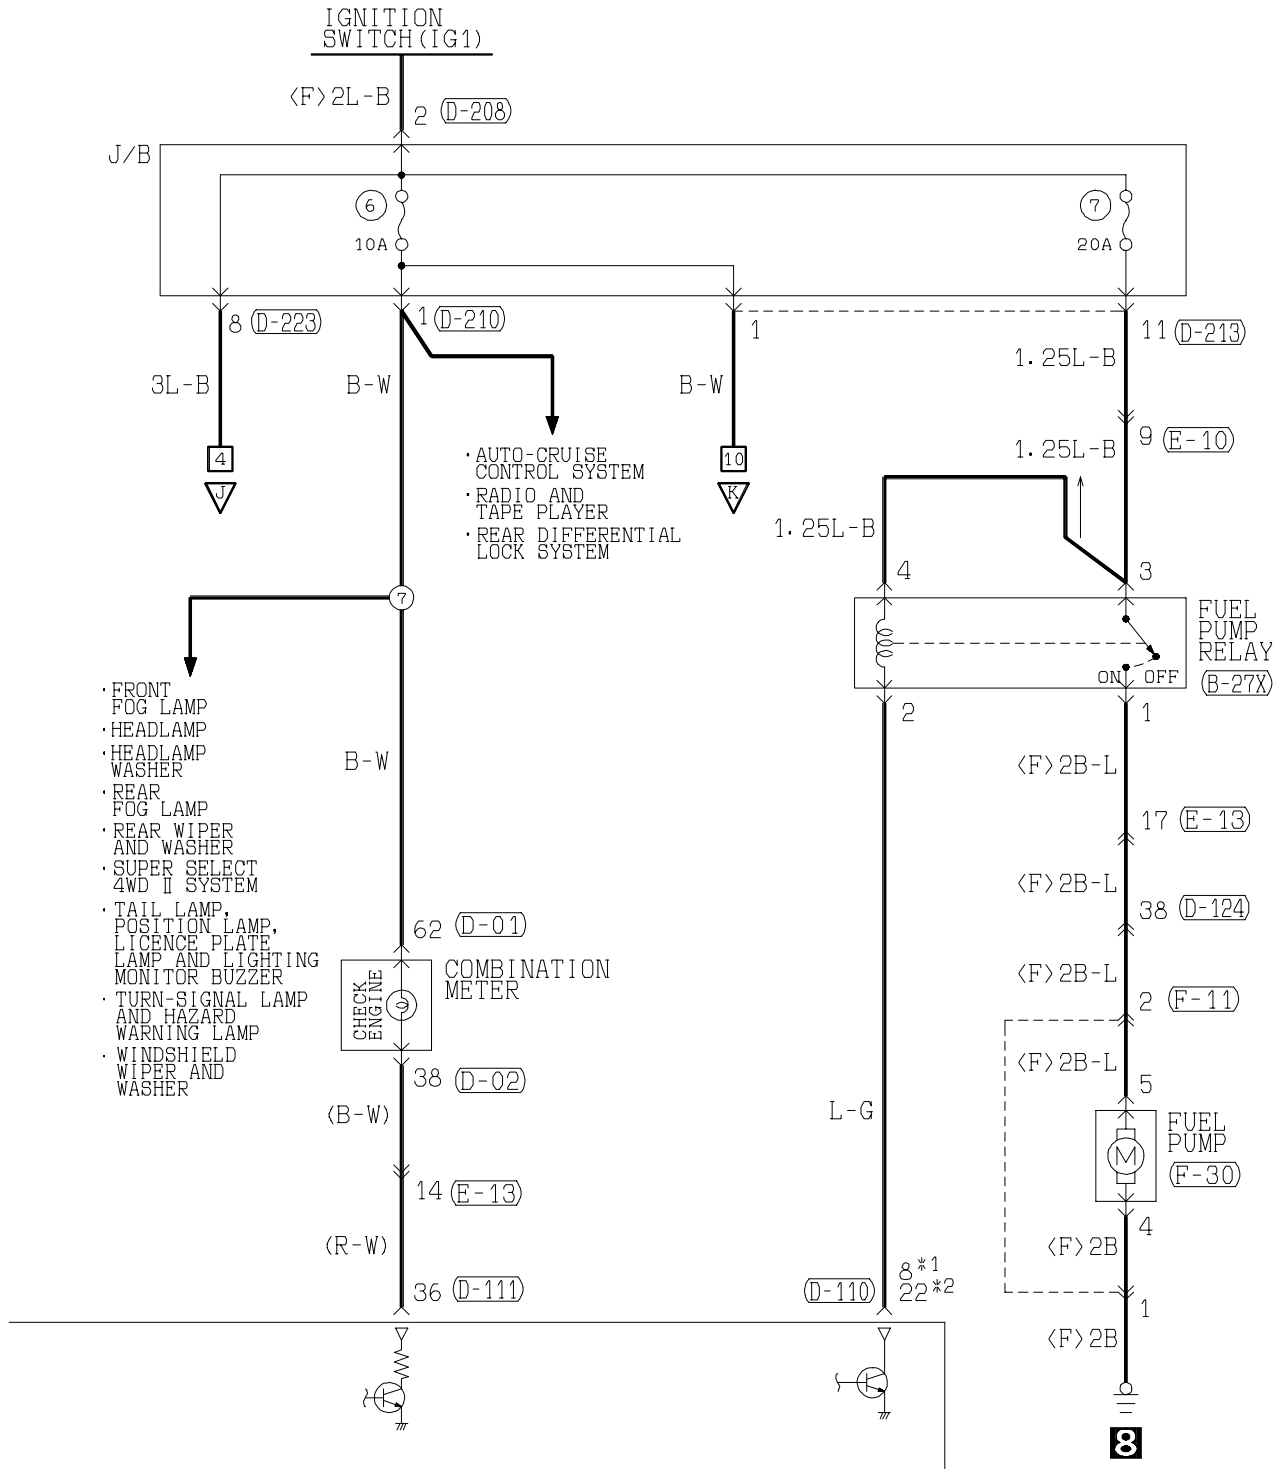 IGNITION
SWITCH(IG1)
<F>2L-B
2 (D-208)
J/B
6
10A
7
20A
8 (D-223)
1 (D-210)
1
11 (D-213)
3L-B
B-W
B-W
1.25L-B
9 (E-10)
1.25L-B
4
J
10
K
·AUTO-CRUISE
CONTROL SYSTEM
·RADIO AND
TAPE PLAYER
·REAR DIFFERENTIAL
LOCK SYSTEM
1.25L-B
4
3
7
FUEL
PUMP
RELAY
(B-27X)
ON OFF
2
1
·FRONT
FOG LAMP
·HEADLAMP
·HEADLAMP
WASHER
·REAR
FOG LAMP
·REAR WIPER
AND WASHER
·SUPER SELECT
4WD Ⅱ SYSTEM
·TAIL LAMP,
POSITION LAMP,
LICENCE PLATE
LAMP AND LIGHTING
MONITOR BUZZER
·TURN-SIGNAL LAMP
AND HAZARD
WARNING LAMP
·WINDSHIELD
WIPER AND
WASHER
B-W
<F>2B-L
17 (E-13)
<F>2B-L
38 (D-124)
62 (D-01)
COMBINATION
METER
CHECK
ENGINE
<F>2B-L
2 (F-11)
<F>2B-L
5
38 (D-02)
(B-W)
L-G
FUEL
PUMP
M
(F-30)
14 (E-13)
4
(R-W)
<F>2B
36 (D-111)
(D-110)
8*1
22*2
1
<F>2B
8